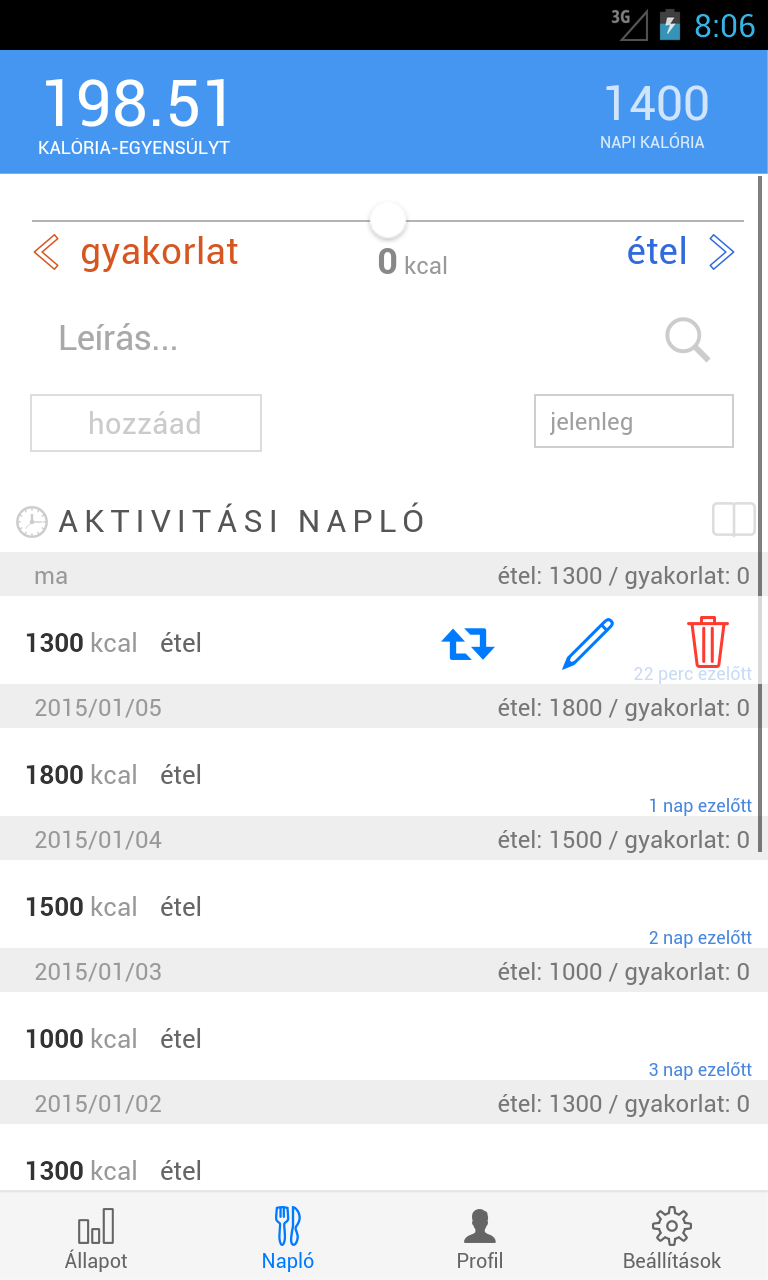 3G 8:06
198.51 1400
KALÓRIA-EGYENSÚLYT NAPI KALÓRIA
gyakorlat 0 kcal étel
Leírás...
hozzáad jelenleg
AKTIVITÁSI NAPLÓ
ma étel: 1300 / gyakorlat: 0
1300 kcal étel
22 perc ezelőtt
2015/01/05 étel: 1800 / gyakorlat: 0
1800 kcal étel
1 nap ezelőtt
2015/01/04 étel: 1500 / gyakorlat: 0
1500 kcal étel
2 nap ezelőtt
2015/01/03 étel: 1000 / gyakorlat: 0
1000 kcal étel
3 nap ezelőtt
2015/01/02 étel: 1300 / gyakorlat: 0
1300 kcal étel
Állapot Napló Profil Beállítások